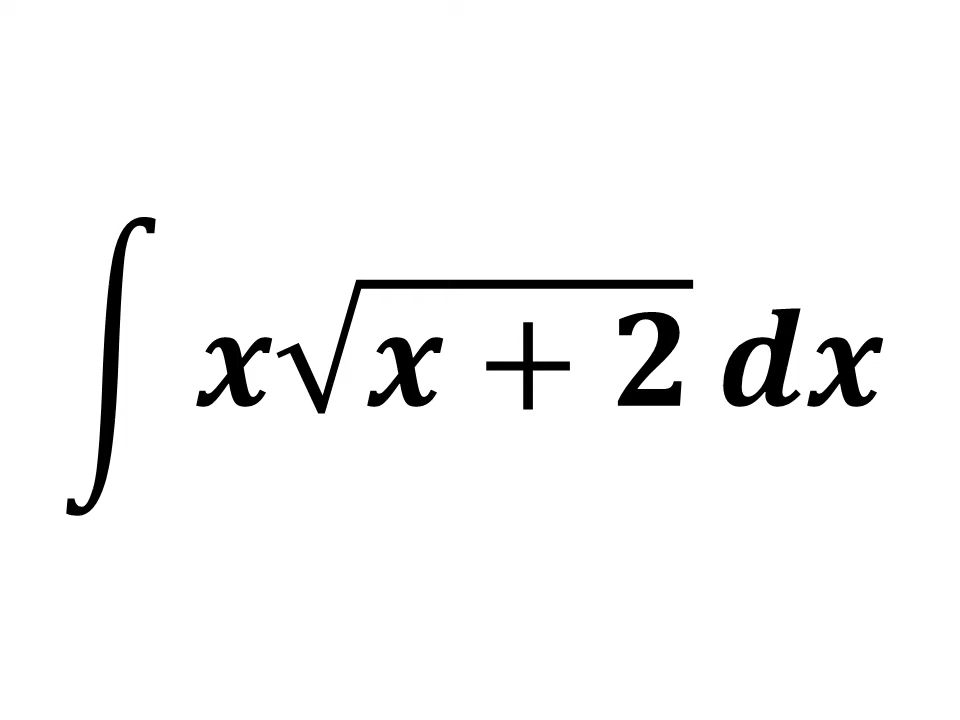 ∫ x√(x + 2) dx